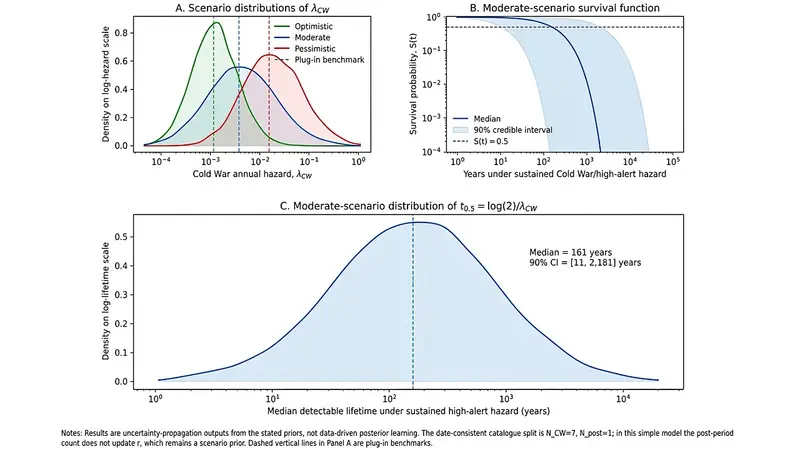 A. Scenario distributions of λ_CW
Density on log-hezard scale
0.8
0.6
0.4
0.2
0.0
Optimistic
Moderate
Pessimistic
Plug-in benchmark
10⁻⁴
10⁻³
10⁻²
10⁻¹
10⁰
Cold War annual hazard, λ_CW
B. Moderate-scenario survival function
Survival probability, S(t)
10⁰
10⁻¹
10⁻²
10⁻³
10⁻⁴
Median
90% credible interval
S(t) = 0.5
10⁰
10¹
10²
10³
10⁴
10⁵
Years under sustained Cold War/high-alert hazard
C. Moderate-scenario distribution of t₀.₅ = log(2)/λ_CW
Density on log-lifetime scale
0.5
0.4
0.3
0.2
0.1
0.0
Median = 161 years
90% CI = [11, 2,181] years
10⁰
10¹
10²
10³
10⁴
Median detectable lifetime under sustained high-alert hazard (years)
Notes: Results are uncertainty-propagation outputs from the stated priors, not data-driven posterior learning. The date-consistent catalogue split is N_CW=7, N_post=1; in this simple model the post-period
count does not update r, which remains a scenario prior. Dashed vertical lines in Panel A are plug-in benchmarks.